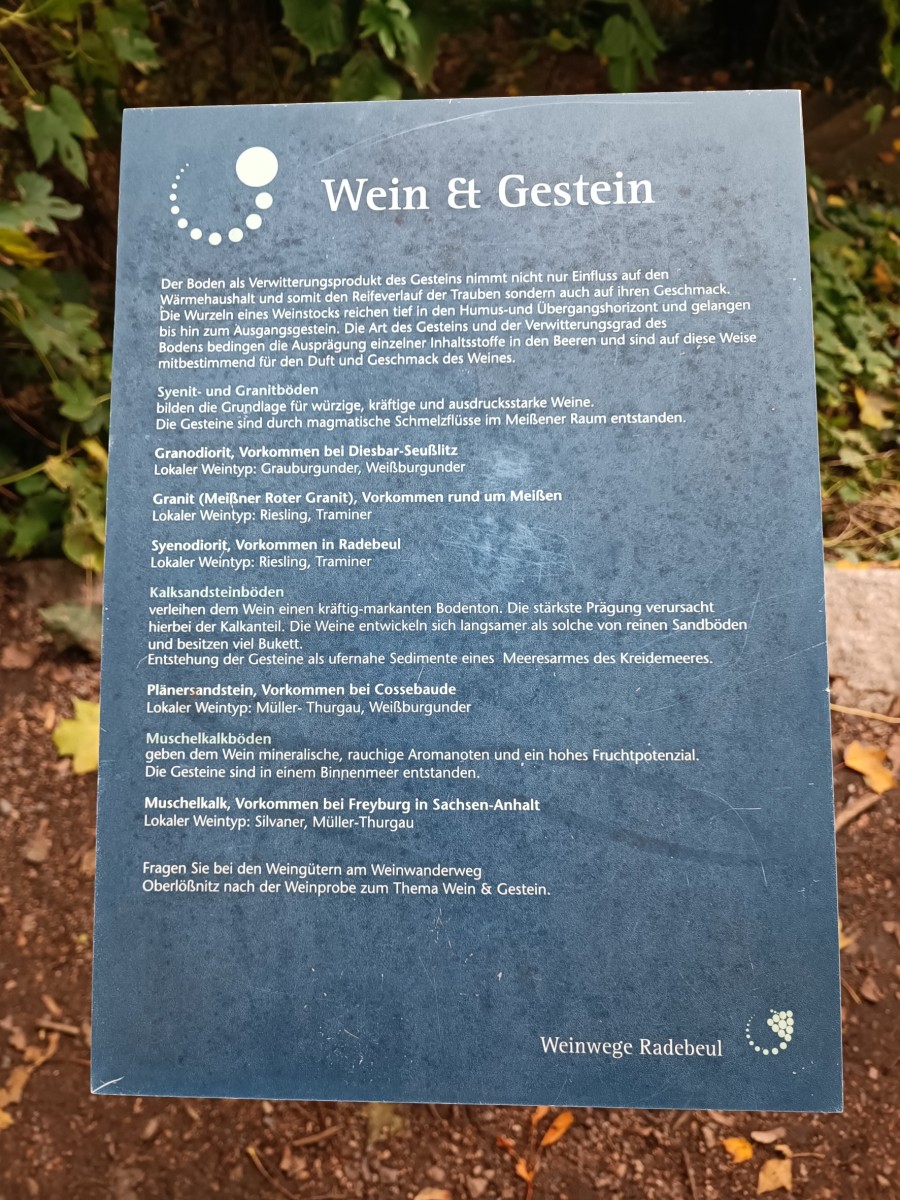 Wein & Gestein
Der Boden als Verwitterungsprodukt des Gesteins nimmt nicht nur Einfluss auf den
Wärmehaushalt und somit den Reifeverlauf der Trauben sondern auch auf ihren Geschmack.
Die Wurzeln eines Weinstocks reichen tief in den Humus-und Übergangshorizont und gelangen
bis hin zum Ausgangsgestein. Die Art des Gesteins und der Verwitterungsgrad des
Bodens bedingen die Ausprägung einzelner Inhaltsstoffe in den Beeren und sind auf diese Weise
mitbestimmend für den Duft und Geschmack des Weines.
Syenit- und Granitböden
bilden die Grundlage für würzige, kräftige und ausdrucksstarke Weine.
Die Gesteine sind durch magmatische Schmelzflüsse im Meißener Raum entstanden.
Granodiorit, Vorkommen bei Diesbar-Seußlitz
Lokaler Weintyp: Grauburgunder, Weißburgunder
Granit (Meißner Roter Granit), Vorkommen rund um Meißen
Lokaler Weintyp: Riesling, Traminer
Syenodiorit, Vorkommen in Radebeul
Lokaler Weintyp: Riesling, Traminer
Kalksandsteinböden
verleihen dem Wein einen kräftig-markanten Bodenton. Die stärkste Prägung verursacht
hierbei der Kalkanteil. Die Weine entwickeln sich langsamer als solche von reinen Sandböden
und besitzen viel Bukett.
Entstehung der Gesteine als ufernahe Sedimente eines Meeresarmes des Kreidemeeres.
Plänersandstein, Vorkommen bei Cossebaude
Lokaler Weintyp: Müller- Thurgau, Weißburgunder
Muschelkalkböden
geben dem Wein mineralische, rauchige Aromanoten und ein hohes Fruchtpotenzial.
Die Gesteine sind in einem Binnenmeer entstanden.
Muschelkalk, Vorkommen bei Freyburg in Sachsen-Anhalt
Lokaler Weintyp: Silvaner, Müller-Thurgau
Fragen Sie bei den Weingütern am Weinwanderweg
Oberlößnitz nach der Weinprobe zum Thema Wein & Gestein.
Weinwege Radebeul